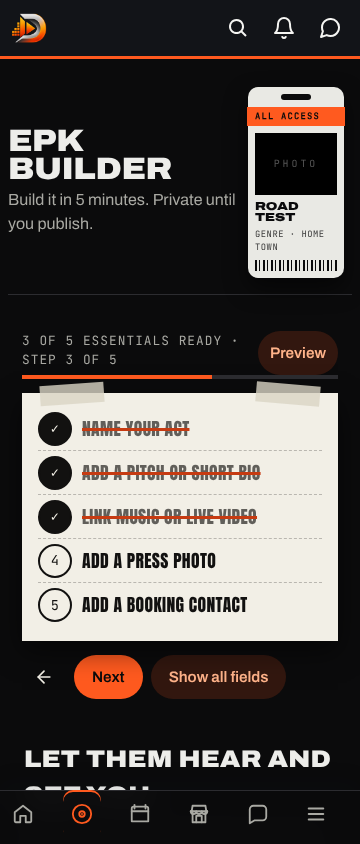 EPK
BUILDER
Build it in 5 minutes. Private until
you publish.
ALL ACCESS
PHOTO
ROAD
TEST
GENRE · HOME
TOWN
3 OF 5 ESSENTIALS READY ·
STEP 3 OF 5
Preview
✓ NAME YOUR ACT
✓ ADD A PITCH OR SHORT BIO
✓ LINK MUSIC OR LIVE VIDEO
4 ADD A PRESS PHOTO
5 ADD A BOOKING CONTACT
Next
Show all fields
LET THEM HEAR AND
SEE YOU